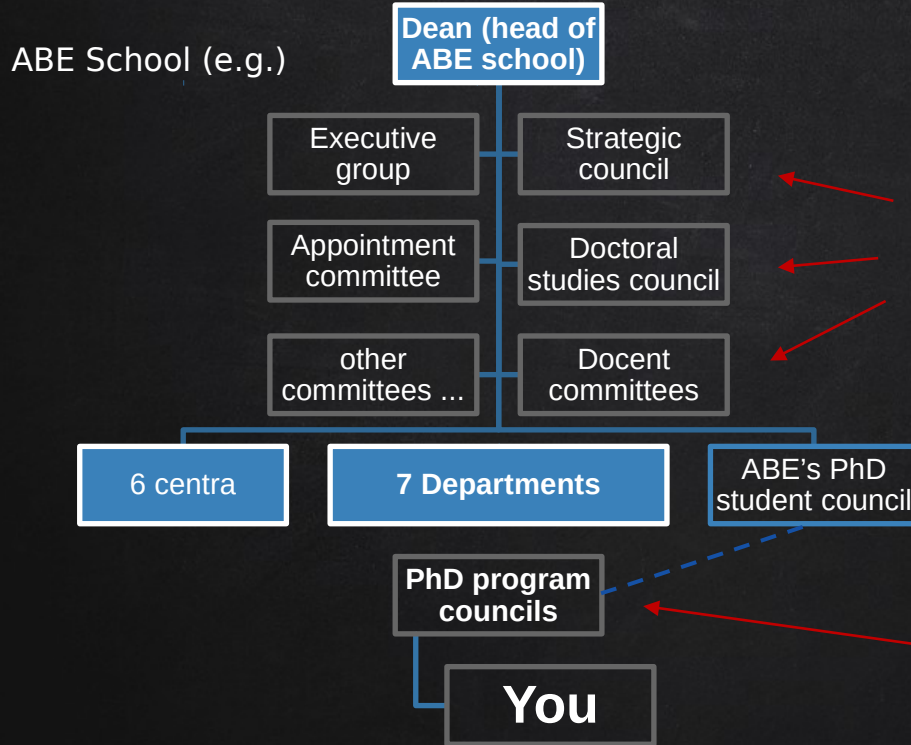 ABE School (e.g.)
Dean (head of
ABE school)
Executive
group
Strategic
council
Appointment
committee
Doctoral
studies council
other
committees ...
Docent
committees
6 centra
7 Departments
ABE’s PhD
student council
PhD program
councils
You